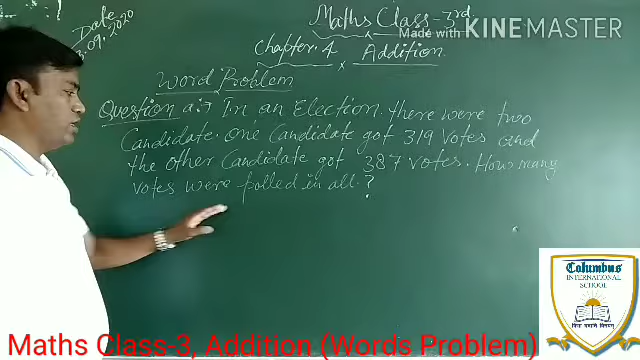 Maths Class-3rd
Made with KINEMASTER
Date
.09.2020
Chapter. 4 Addition
Word Problem
Question a:→ In an Election. there were two
Candidate. one Candidate got 319 votes and
the other Candidate got 387 votes. How many
votes were polled in all.?
Columbus
INTERNATIONAL
SCHOOL
Maths Class-3, Addition (Words Problem)